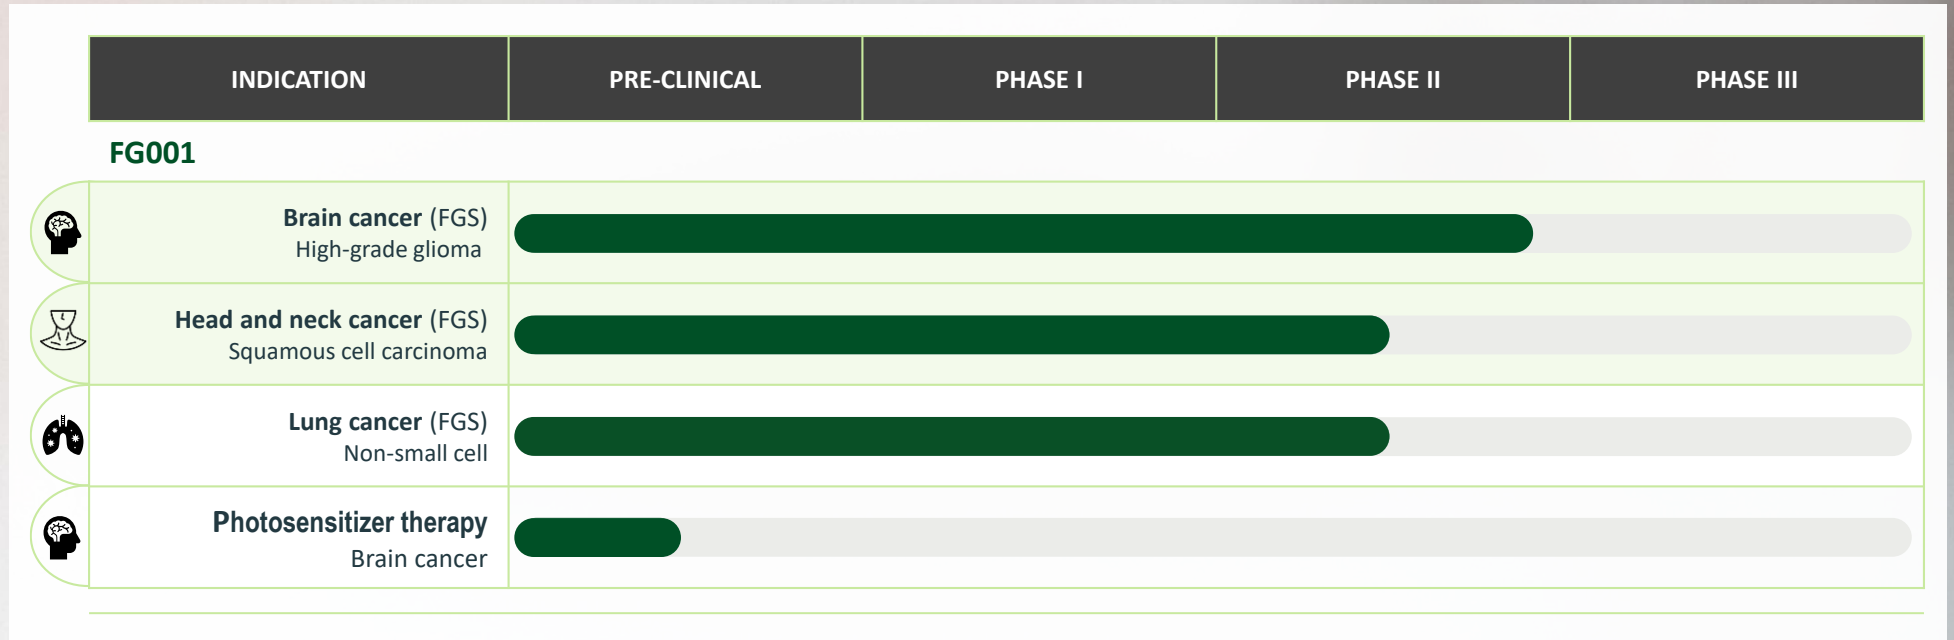 INDICATION PRE-CLINICAL PHASE I PHASE II PHASE III
FG001
Brain cancer (FGS)
High-grade glioma
Head and neck cancer (FGS)
Squamous cell carcinoma
Lung cancer (FGS)
Non-small cell
Photosensitizer therapy
Brain cancer